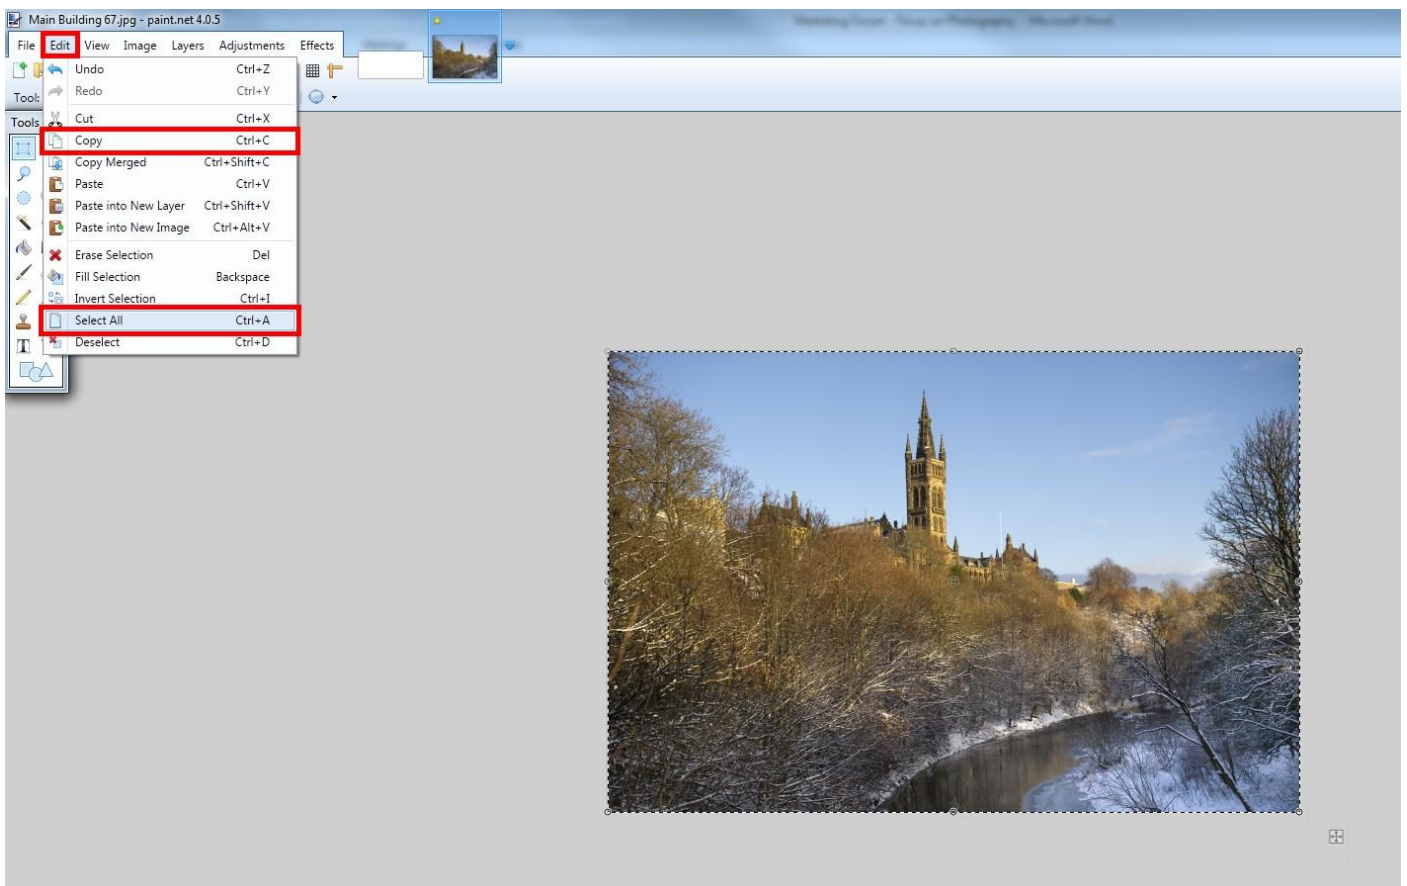 Main Building 67.jpg - paint.net 4.0.5
File Edit View Image Layers Adjustments Effects
Undo Ctrl+Z
Redo Ctrl+Y
Tool:
Cut Ctrl+X
Tools
Copy Ctrl+C
Copy Merged Ctrl+Shift+C
Paste Ctrl+V
Paste into New Layer Ctrl+Shift+V
Paste into New Image Ctrl+Alt+V
Erase Selection Del
Fill Selection Backspace
Invert Selection Ctrl+I
Select All Ctrl+A
Deselect Ctrl+D